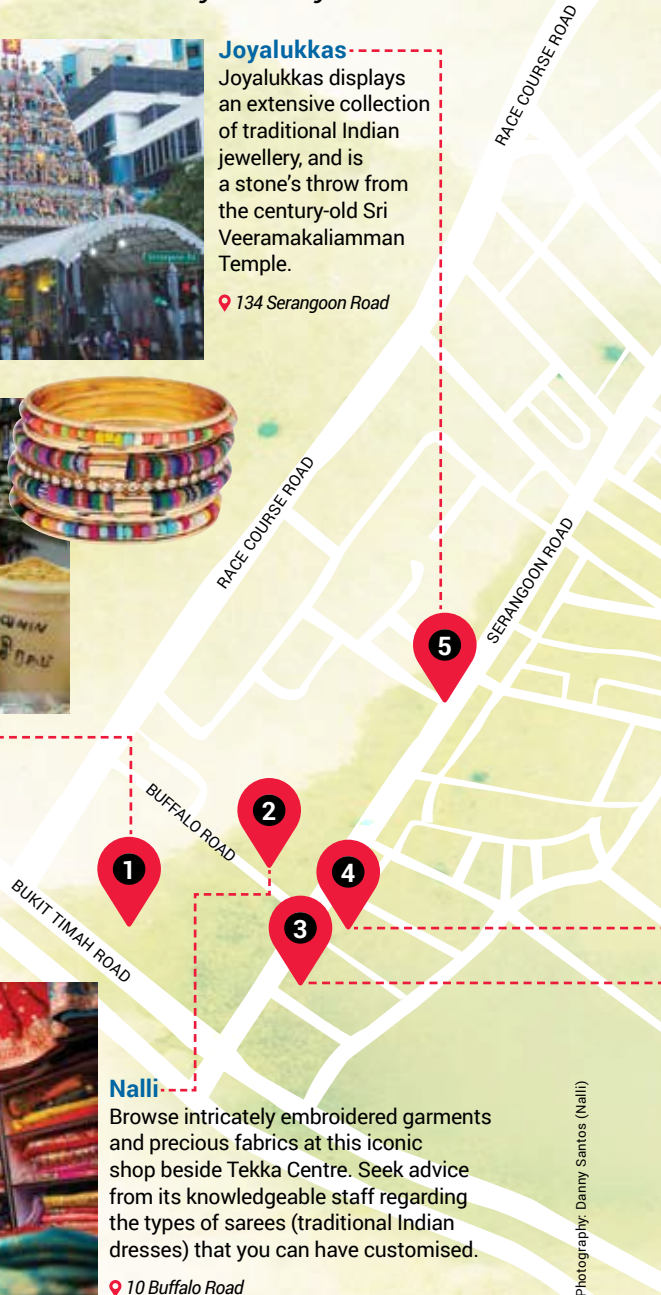 Joyalukkas
Joyalukkas displays
an extensive collection
of traditional Indian
jewellery, and is
a stone's throw from
the century-old Sri
Veeramakaliamman
Temple.
134 Serangoon Road
RACE COURSE ROAD
RACE COURSE ROAD
SERANGOON ROAD
5
BUFFALO ROAD
2
1
4
3
BUKIT TIMAH ROAD
Nalli
Browse intricately embroidered garments
and precious fabrics at this iconic
shop beside Tekka Centre. Seek advice
from its knowledgeable staff regarding
the types of sarees (traditional Indian
dresses) that you can have customised.
10 Buffalo Road
Photography: Danny Santos (Nalli)